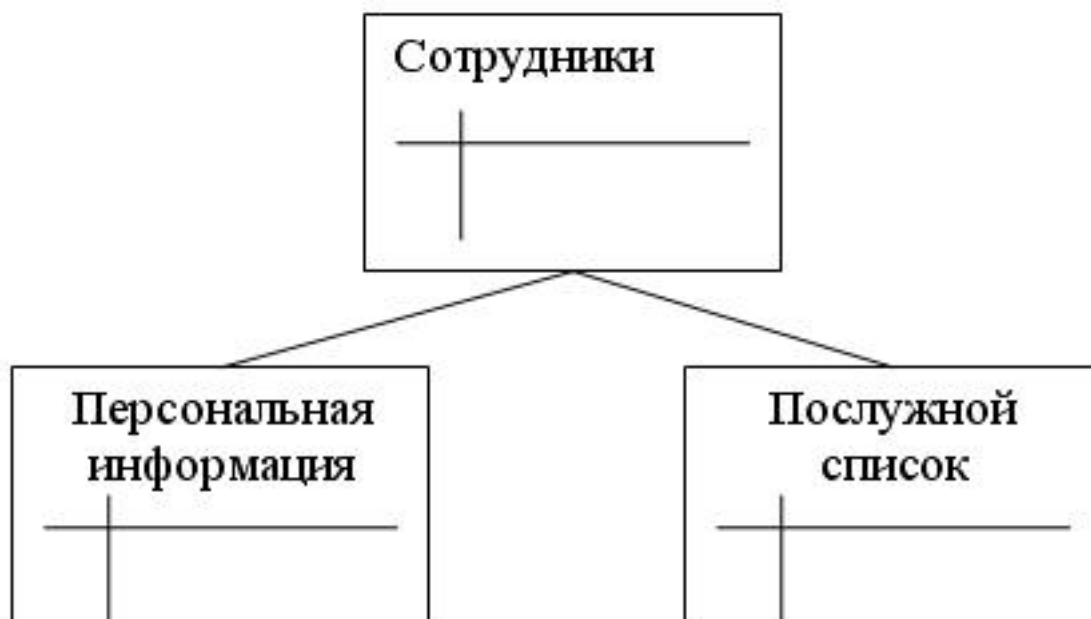 Сотрудники
Персональная
информация
Послужной
список